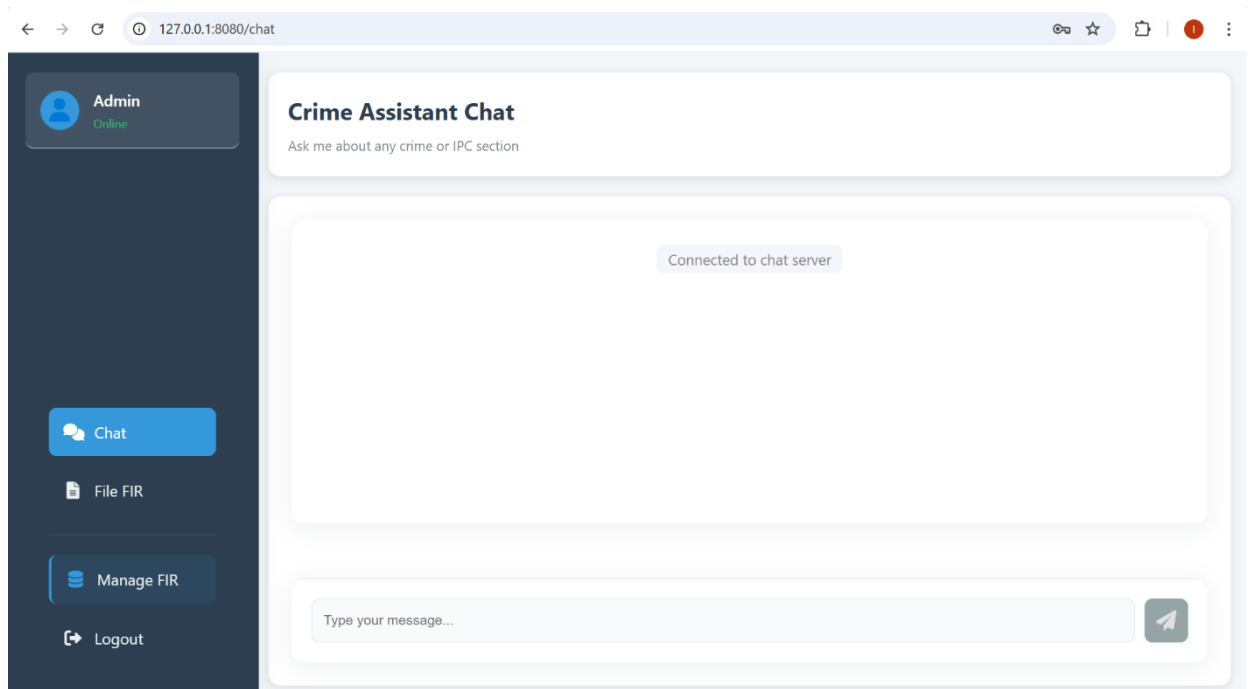 127.0.0.1:8080/chat
I
Admin
Online
Crime Assistant Chat
Ask me about any crime or IPC section
Connected to chat server
Chat
File FIR
Manage FIR
Logout
Type your message...